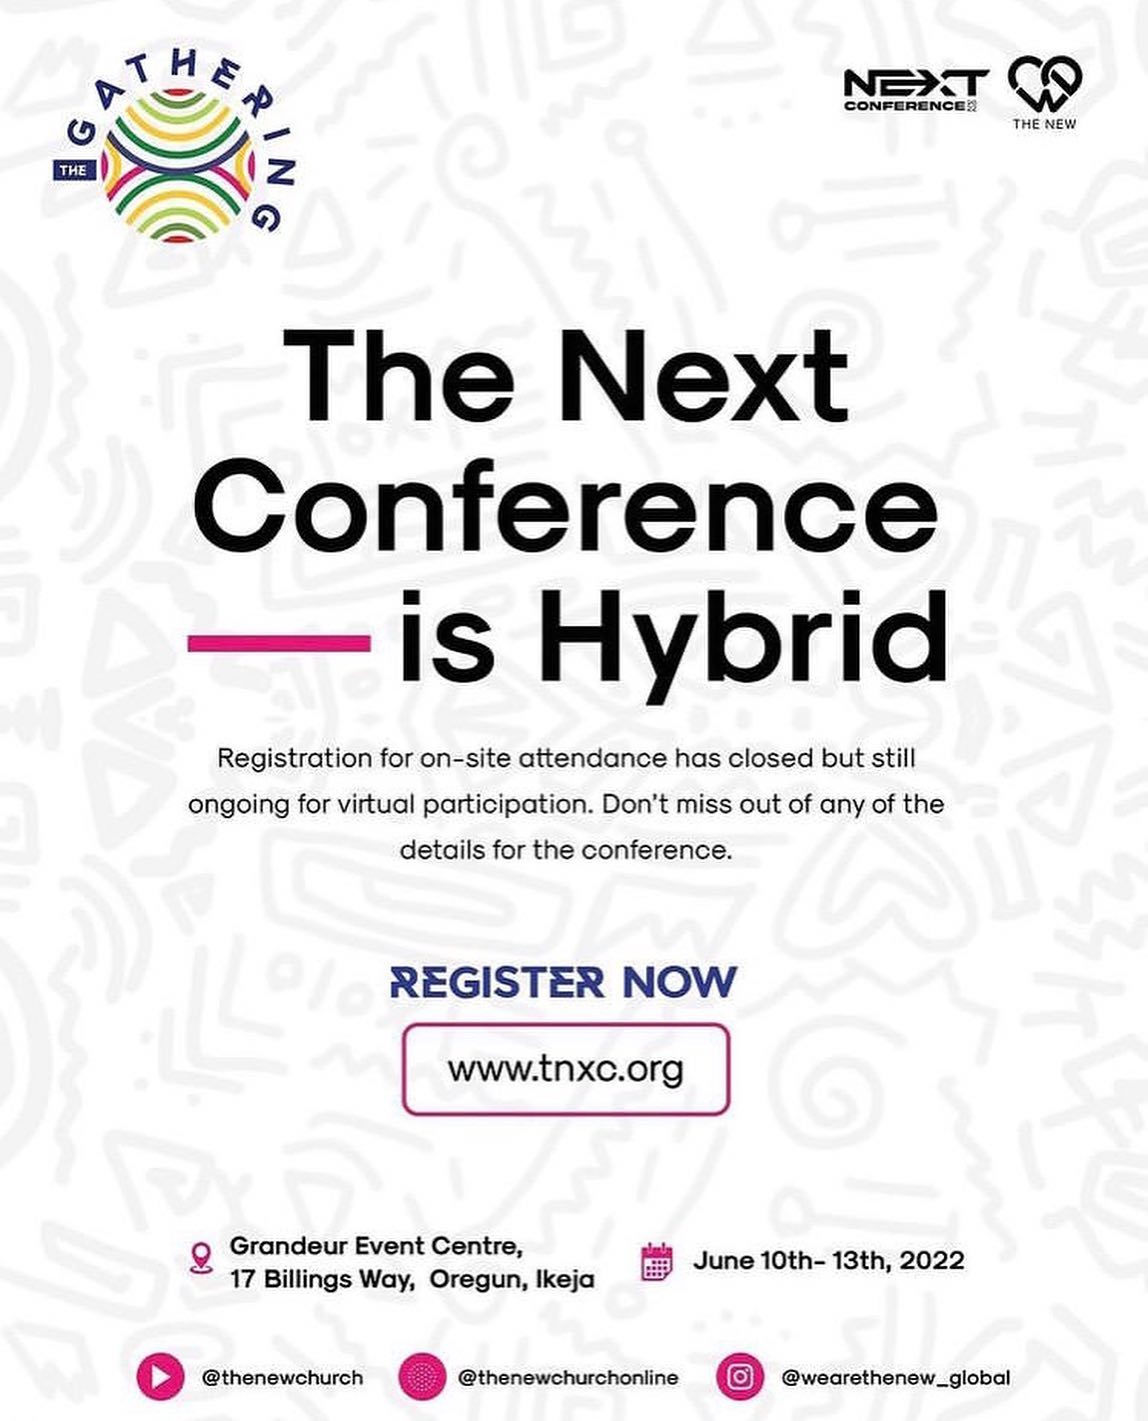 THE GATHERING
NEXT
CONFERENCE
THE NEW
The Next
Conference
is Hybrid
Registration for on-site attendance has closed but still
ongoing for virtual participation. Don't miss out of any of the
details for the conference.
REGISTER NOW
www.tnxc.org
Grandeur Event Centre,
17 Billings Way, Oregun, Ikeja
June 10th- 13th, 2022
@thenewchurch
@thenewchurchonline
@wearethenew_global